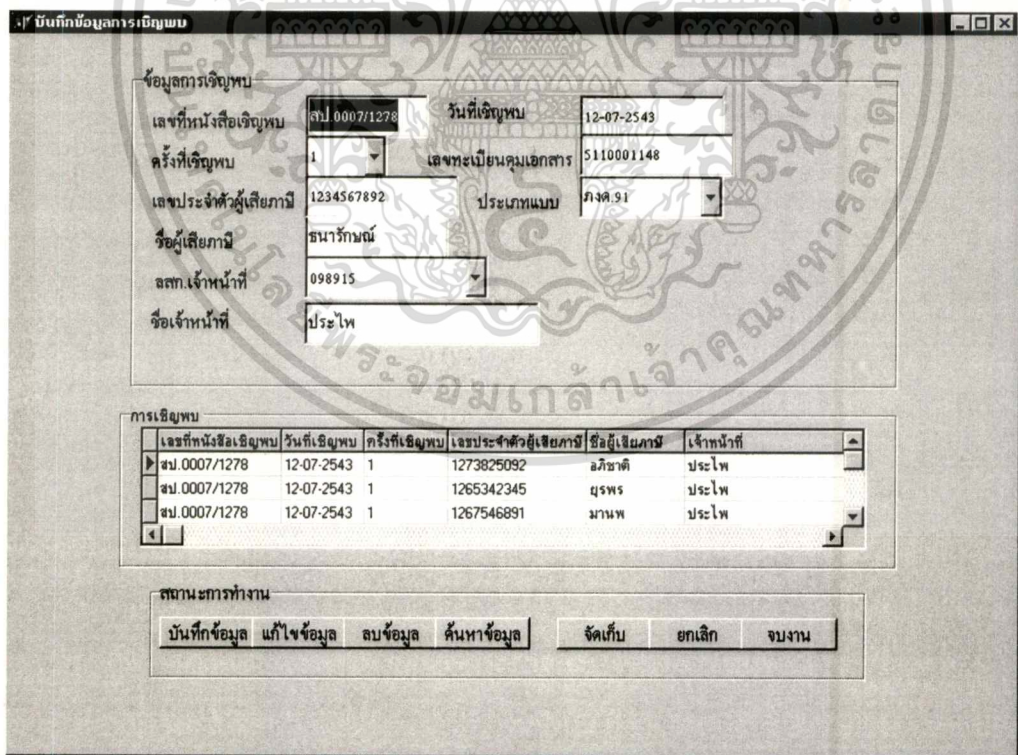 บันทึกข้อมูลการเชิญพบ
ข้อมูลการเชิญพบ
เลขที่หนังสือเชิญพบ สป.0007/1278 วันที่เชิญพบ 12-07-2543
ครั้งที่เชิญพบ 1 เลขทะเบียนคุมเอกสาร 5110001148
เลขประจำตัวผู้เสียภาษี 1234567892 ประเภทแบบ ภงด.91
ชื่อผู้เสียภาษี ธนารักษณ์
ลสก.เจ้าหน้าที่ 098915
ชื่อเจ้าหน้าที่ ประไพ
การเชิญพบ
เลขที่หนังสือเชิญพบ วันที่เชิญพบ ครั้งที่เชิญพบ เลขประจำตัวผู้เสียภาษี ชื่อผู้เสียภาษี เจ้าหน้าที่
สป.0007/1278 12-07-2543 1 1273825092 อภิชาติ ประไพ
สป.0007/1278 12-07-2543 1 1265342345 ยุรพร ประไพ
สป.0007/1278 12-07-2543 1 1267546891 มานพ ประไพ
สถานะการทำงาน
บันทึกข้อมูล แก้ไขข้อมูล ลบข้อมูล ค้นหาข้อมูล จัดเก็บ ยกเลิก จบงาน